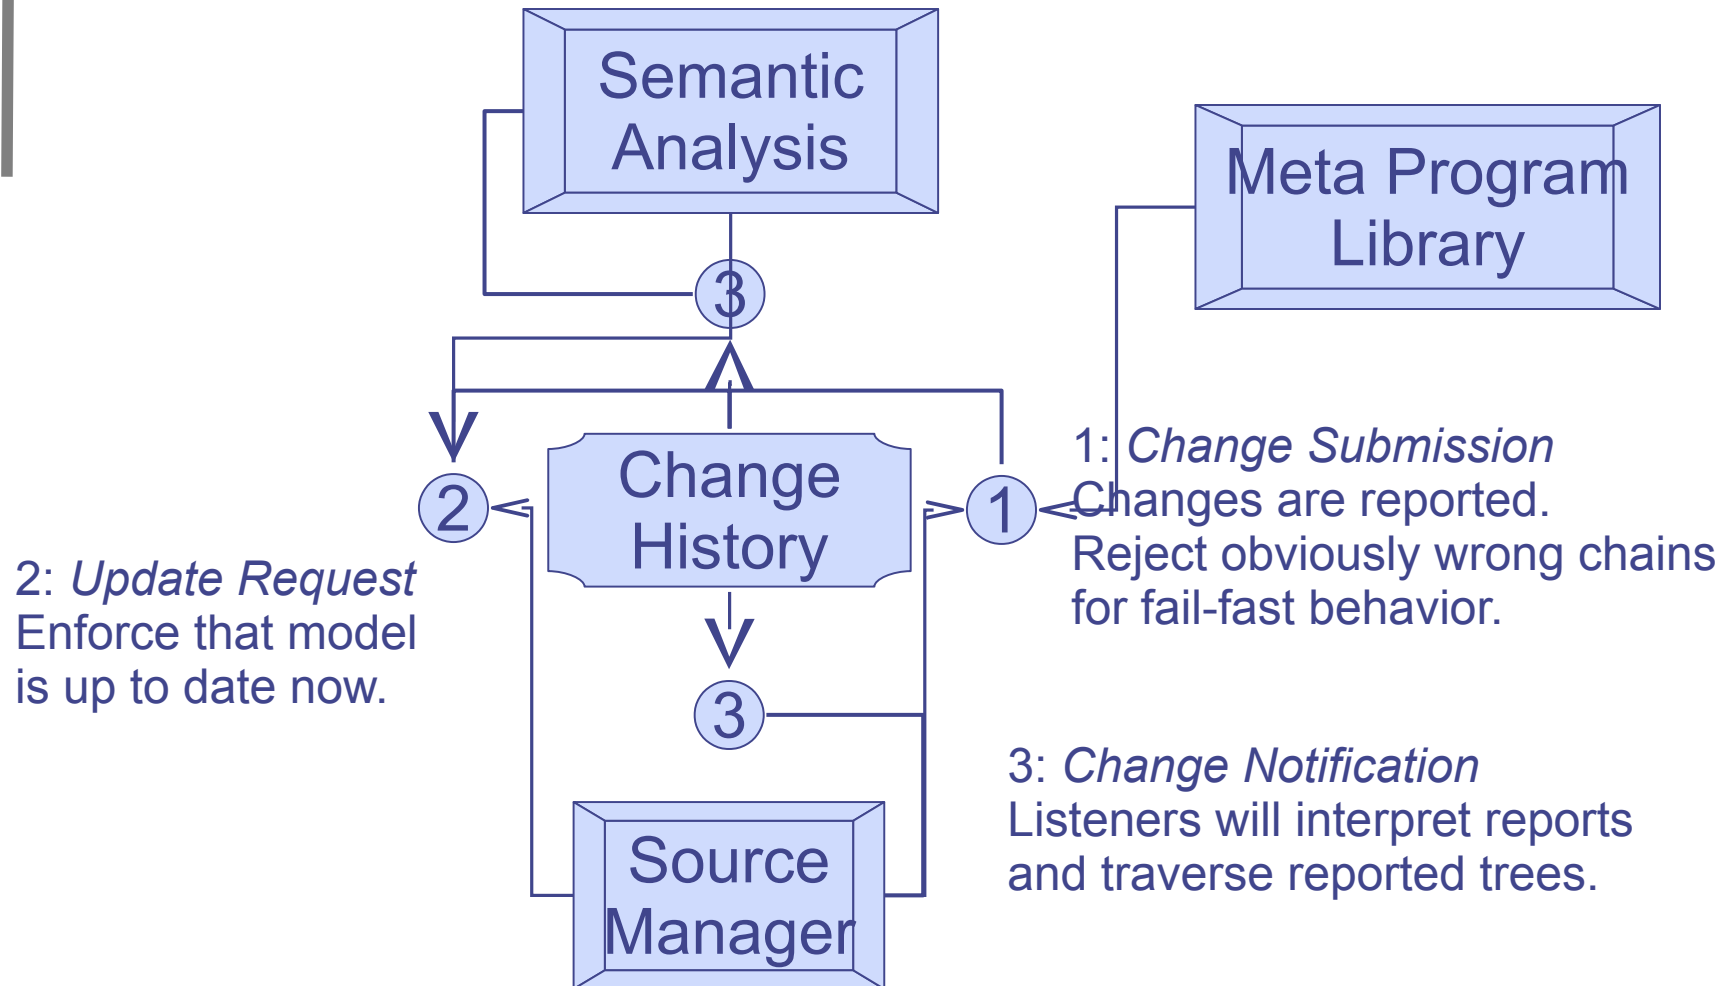 Semantic
Analysis
Meta Program
Library
3
1: Change Submission
Changes are reported.
Reject obviously wrong chains
for fail-fast behavior.
Change
History
2
1
2: Update Request
Enforce that model
is up to date now.
3
3: Change Notification
Listeners will interpret reports
and traverse reported trees.
Source
Manager